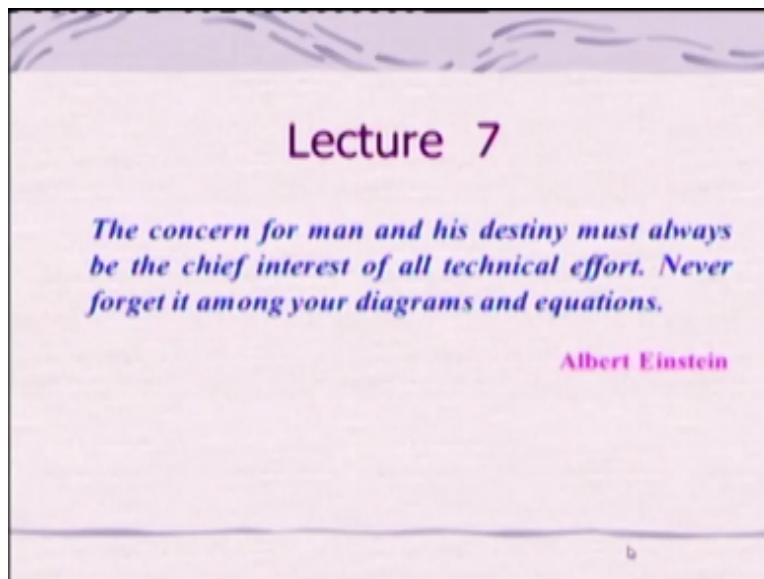 Lecture 7
The concern for man and his destiny must always
be the chief interest of all technical effort. Never
forget it among your diagrams and equations.
Albert Einstein